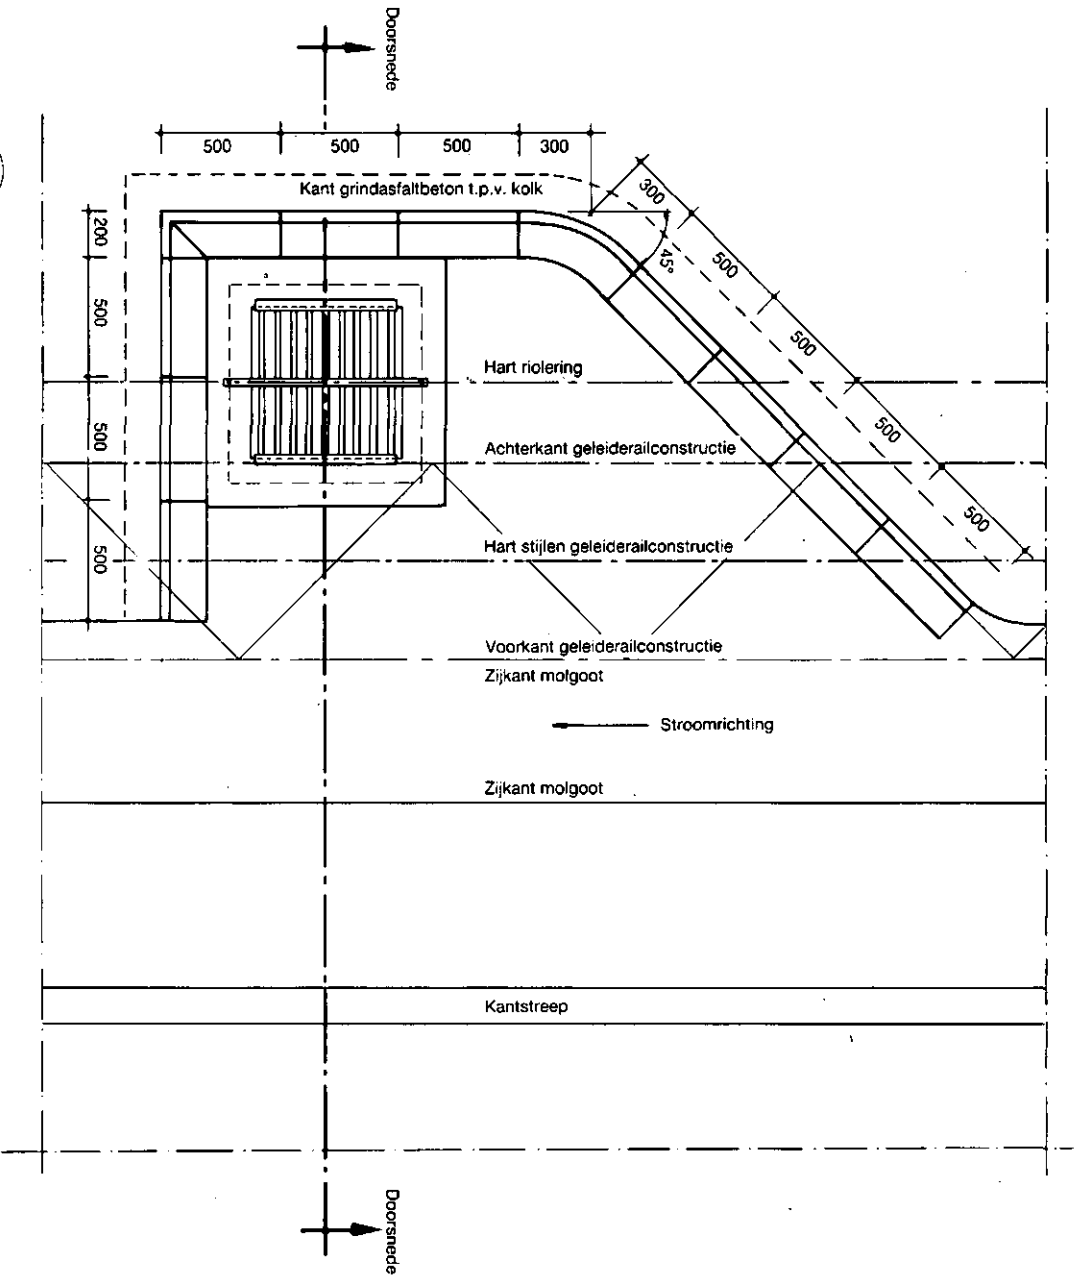 Doorsnede
500 500 500 300
Kant grindasfaltbeton t.p.v. kolk
300
200
45°
500
500
Hart riolering
500
500
500
Achterkant geleiderailconstructie
500
Hart stijlen geleiderailconstructie
500
Voorkant geleiderailconstructie
Zijkant molgoot
Stroomrichting
Zijkant molgoot
Kantstreep
Doorsnede